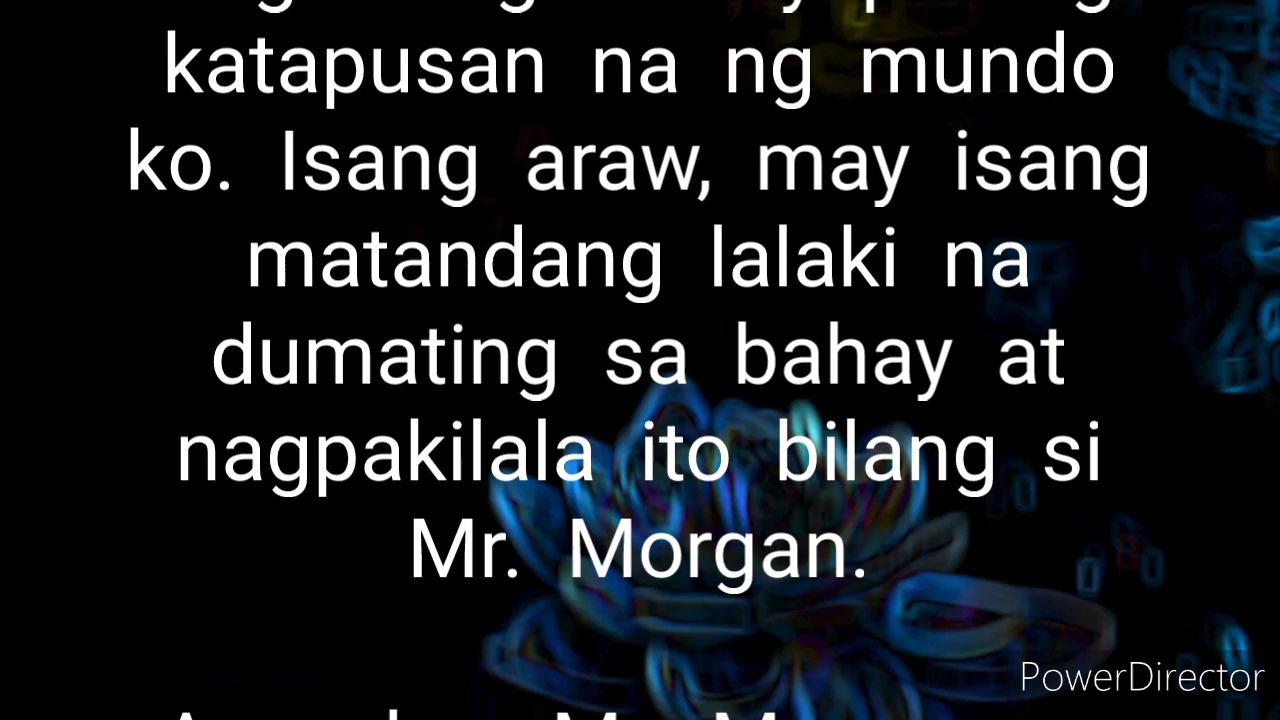 katapusan na ng mundo
ko. Isang araw, may isang
matandang lalaki na
dumating sa bahay at
nagpakilala ito bilang si
Mr. Morgan.
PowerDirector